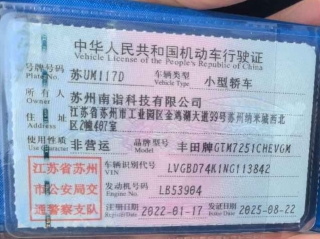 中华人民共和国机动车行驶证
Vehicle License of the People's Republic of China
号牌号码 苏UM117D 车辆类型 小型轿车
Plate No. Vehicle Type
所有人 苏州南诣科技有限公司
Owner
住址 江苏省苏州市工业园区金鸡湖大道99号苏州纳米城西北区2幢407室
Address
使用性质 非营运 品牌型号 丰田牌GTM7251CHEVGM
Use Character Model
江苏省苏州 车辆识别代号 LVGBD74K1NG113842
VIN
市公安局交 发动机号码 LB53904
Engine No.
通警察支队 注册日期 2022-01-17 发证日期 2025-08-22
Register Date Issue Date